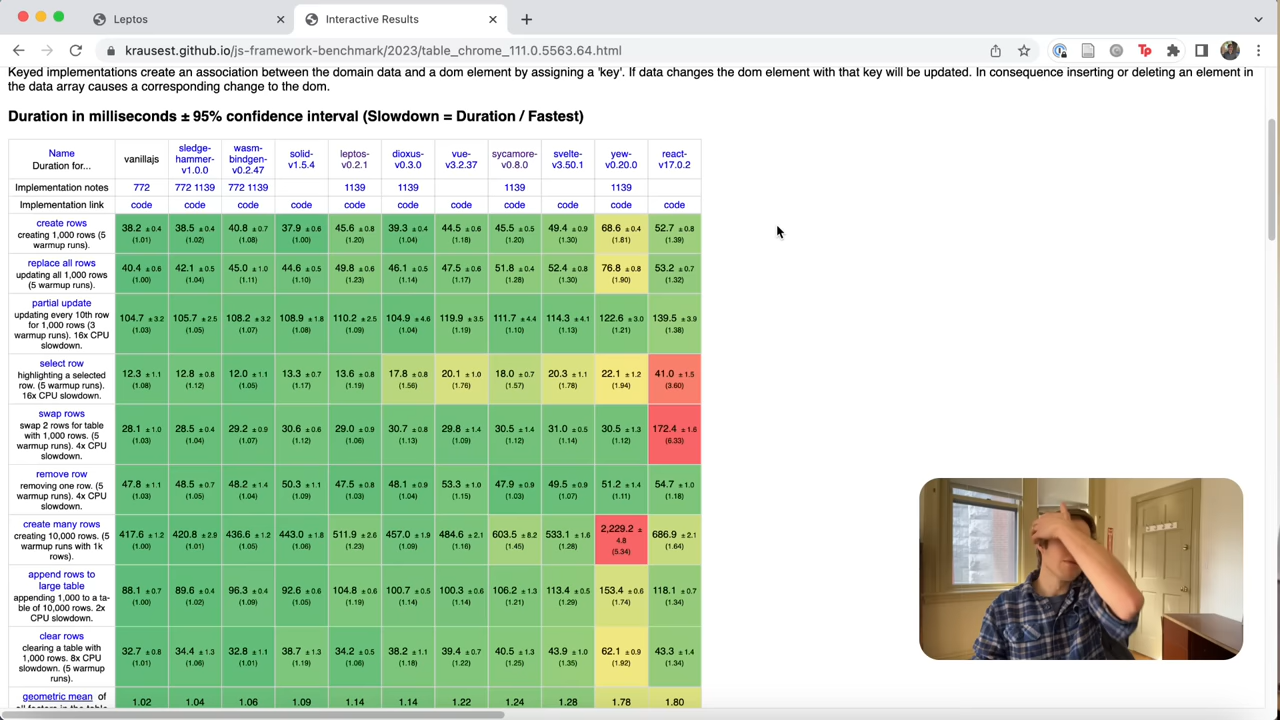 Leptos
Interactive Results
krausest.github.io/js-framework-benchmark/2023/table_chrome_111.0.5563.64.html
Keyed implementations create an association between the domain data and a dom element by assigning a 'key'. If data changes the dom element with that key will be updated. In consequence inserting or deleting an element in
the data array causes a corresponding change to the dom.
Duration in milliseconds ± 95% confidence interval (Slowdown = Duration / Fastest)
Name
Duration for...
vanillajs
sledge-
hammer-
v1.0.0
wasm-
bindgen-
v0.2.47
solid-
v1.5.4
leptos-
v0.2.1
dioxus-
v0.3.0
vue-
v3.2.37
sycamore-
v0.8.0
svelte-
v3.50.1
yew-
v0.20.0
react-
v17.0.2
Implementation notes 772 772 1139 772 1139 1139 1139 1139 1139
Implementation link code code code code code code code code code code code
create rows
creating 1,000 rows (5
warmup runs).
38.2 ± 0.4 38.5 ± 0.4 40.8 ± 0.7 37.9 ± 0.6 45.6 ± 0.8 39.3 ± 0.4 44.5 ± 0.6 45.5 ± 0.5 49.4 ± 0.9 68.6 ± 0.4 52.7 ± 0.8
(1.01) (1.02) (1.08) (1.00) (1.20) (1.04) (1.18) (1.20) (1.30) (1.81) (1.39)
replace all rows
updating all 1,000 rows
(5 warmup runs).
40.4 ± 0.6 42.1 ± 0.5 45.0 ± 1.0 44.6 ± 0.5 49.8 ± 0.6 46.1 ± 0.5 47.5 ± 0.6 51.8 ± 0.4 52.4 ± 0.8 76.8 ± 0.8 53.2 ± 0.7
(1.00) (1.04) (1.11) (1.10) (1.23) (1.14) (1.17) (1.28) (1.30) (1.90) (1.32)
partial update
updating every 10th row
for 1,000 rows (3
warmup runs). 16x CPU
slowdown.
104.7 ± 3.2 105.7 ± 2.5 108.2 ± 3.2 108.9 ± 1.8 110.2 ± 2.5 104.9 ± 4.6 119.9 ± 3.5 111.7 ± 4.4 114.3 ± 4.1 122.6 ± 3.0 139.5 ± 3.9
(1.03) (1.05) (1.07) (1.08) (1.09) (1.04) (1.19) (1.10) (1.13) (1.21) (1.38)
select row
highlighting a selected
row. (5 warmup runs).
16x CPU slowdown.
12.3 ± 1.1 12.8 ± 0.8 12.0 ± 1.1 13.3 ± 0.7 13.6 ± 0.8 17.8 ± 0.8 20.1 ± 1.0 18.0 ± 0.7 20.3 ± 1.1 22.1 ± 1.2 41.0 ± 1.5
(1.08) (1.12) (1.05) (1.17) (1.19) (1.56) (1.76) (1.57) (1.78) (1.94) (3.60)
swap rows
swap 2 rows for table
with 1,000 rows. (5
warmup runs). 4x CPU
slowdown.
28.1 ± 1.0 28.5 ± 0.4 29.2 ± 0.9 30.6 ± 0.6 29.0 ± 0.9 30.7 ± 0.8 29.8 ± 1.4 30.5 ± 1.4 31.0 ± 0.5 30.5 ± 1.3 172.4 ± 1.6
(1.03) (1.04) (1.07) (1.12) (1.06) (1.13) (1.09) (1.12) (1.14) (1.12) (6.33)
remove row
removing one row. (5
warmup runs). 4x CPU
slowdown.
47.8 ± 1.1 48.5 ± 0.7 48.2 ± 1.4 50.3 ± 1.1 47.5 ± 0.8 48.1 ± 0.9 53.3 ± 1.0 47.9 ± 0.9 49.5 ± 0.9 51.2 ± 1.4 54.7 ± 1.0
(1.03) (1.05) (1.04) (1.09) (1.03) (1.04) (1.15) (1.03) (1.07) (1.11) (1.18)
create many rows
creating 10,000 rows. (5
warmup runs with 1k
rows).
417.6 ± 1.2 420.8 ± 2.9 436.6 ± 1.2 443.0 ± 1.8 511.9 ± 2.6 457.0 ± 1.9 484.6 ± 2.1 603.5 ± 8.2 533.1 ± 1.6 2,229.2 ± 4.8 686.9 ± 2.1
(1.00) (1.01) (1.05) (1.06) (1.23) (1.09) (1.16) (1.45) (1.28) (5.34) (1.64)
append rows to
large table
appending 1,000 to a ta-
ble of 10,000 rows. 2x
CPU slowdown.
88.1 ± 0.7 89.6 ± 0.4 96.3 ± 0.4 92.6 ± 0.6 104.8 ± 0.6 100.7 ± 0.5 100.3 ± 0.6 106.2 ± 1.3 113.4 ± 0.5 153.4 ± 0.6 118.1 ± 0.7
(1.00) (1.02) (1.09) (1.05) (1.19) (1.14) (1.14) (1.21) (1.29) (1.74) (1.34)
clear rows
clearing a table with
1,000 rows. 8x CPU
slowdown. (5 warmup
runs).
32.7 ± 0.8 34.4 ± 1.3 32.8 ± 1.1 38.7 ± 1.3 34.2 ± 0.5 38.2 ± 1.1 39.4 ± 0.7 40.5 ± 1.3 43.9 ± 1.0 62.1 ± 0.9 43.3 ± 1.4
(1.01) (1.06) (1.01) (1.19) (1.06) (1.18) (1.22) (1.25) (1.35) (1.92) (1.34)
geometric mean of
1.02 1.04 1.06 1.09 1.14 1.14 1.22 1.24 1.28 1.78 1.80